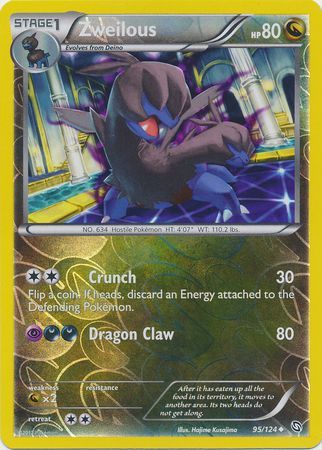 STAGE1
Zweilous
HP 80
Evolves from Deino
NO. 634 Hostile Pokémon HT: 4'07" WT: 110.2 lbs.
Crunch 30
Flip a coin. If heads, discard an Energy attached to the
Defending Pokémon.
Dragon Claw 80
weakness
×2
resistance
retreat
After it has eaten up all the
food in its territory, it moves to
another area. Its two heads do
not get along.
Illus. Hajime Kusajima
95/124